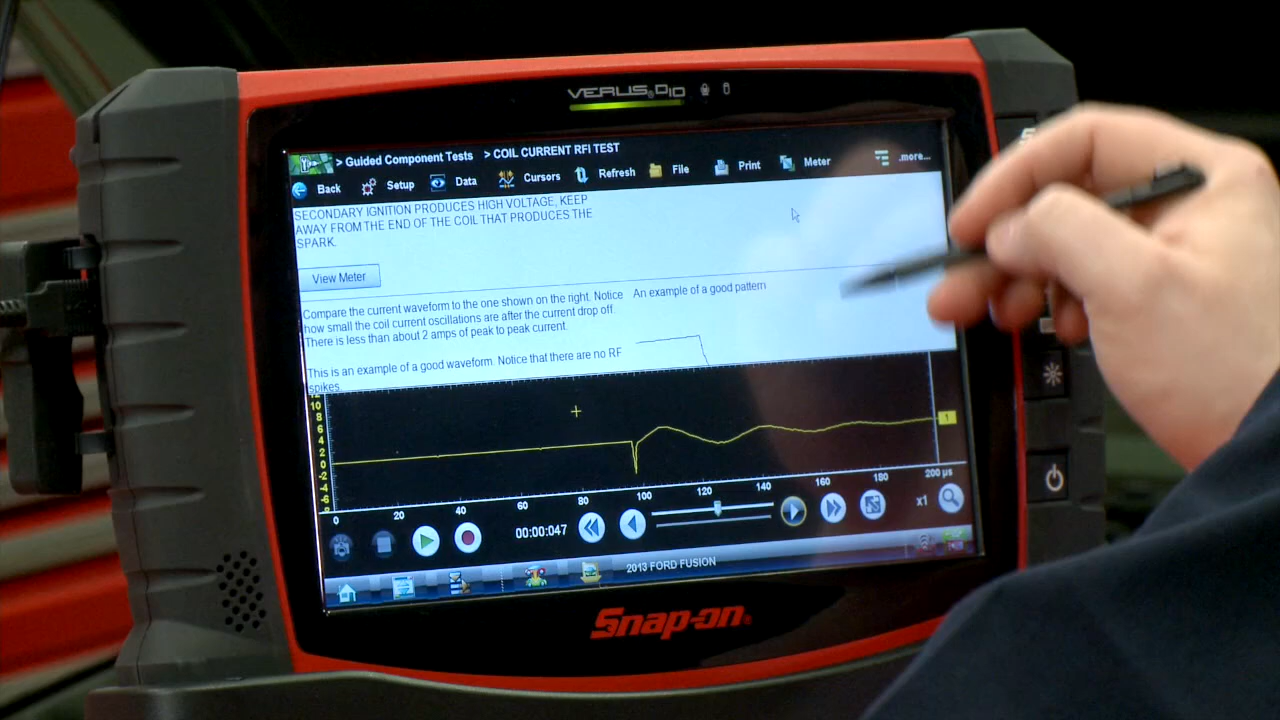 VERUS D10
> Guided Component Tests > COIL CURRENT RFI TEST
Back Setup Data Cursors Refresh File Print Meter .more...
SECONDARY IGNITION PRODUCES HIGH VOLTAGE, KEEP
AWAY FROM THE END OF THE COIL THAT PRODUCES THE
SPARK.
View Meter
Compare the current waveform to the one shown on the right. Notice
how small the coil current oscillations are after the current drop off.
There is less than about 2 amps of peak to peak current.
An example of a good pattern
This is an example of a good waveform. Notice that there are no RF
spikes
12
10
8
6
4
2
0
-2
-4
-6
1
0 20 40 60 80 100 120 140 160 180 200 µs
00:00:047
x1
2013 FORD FUSION
Snap-on